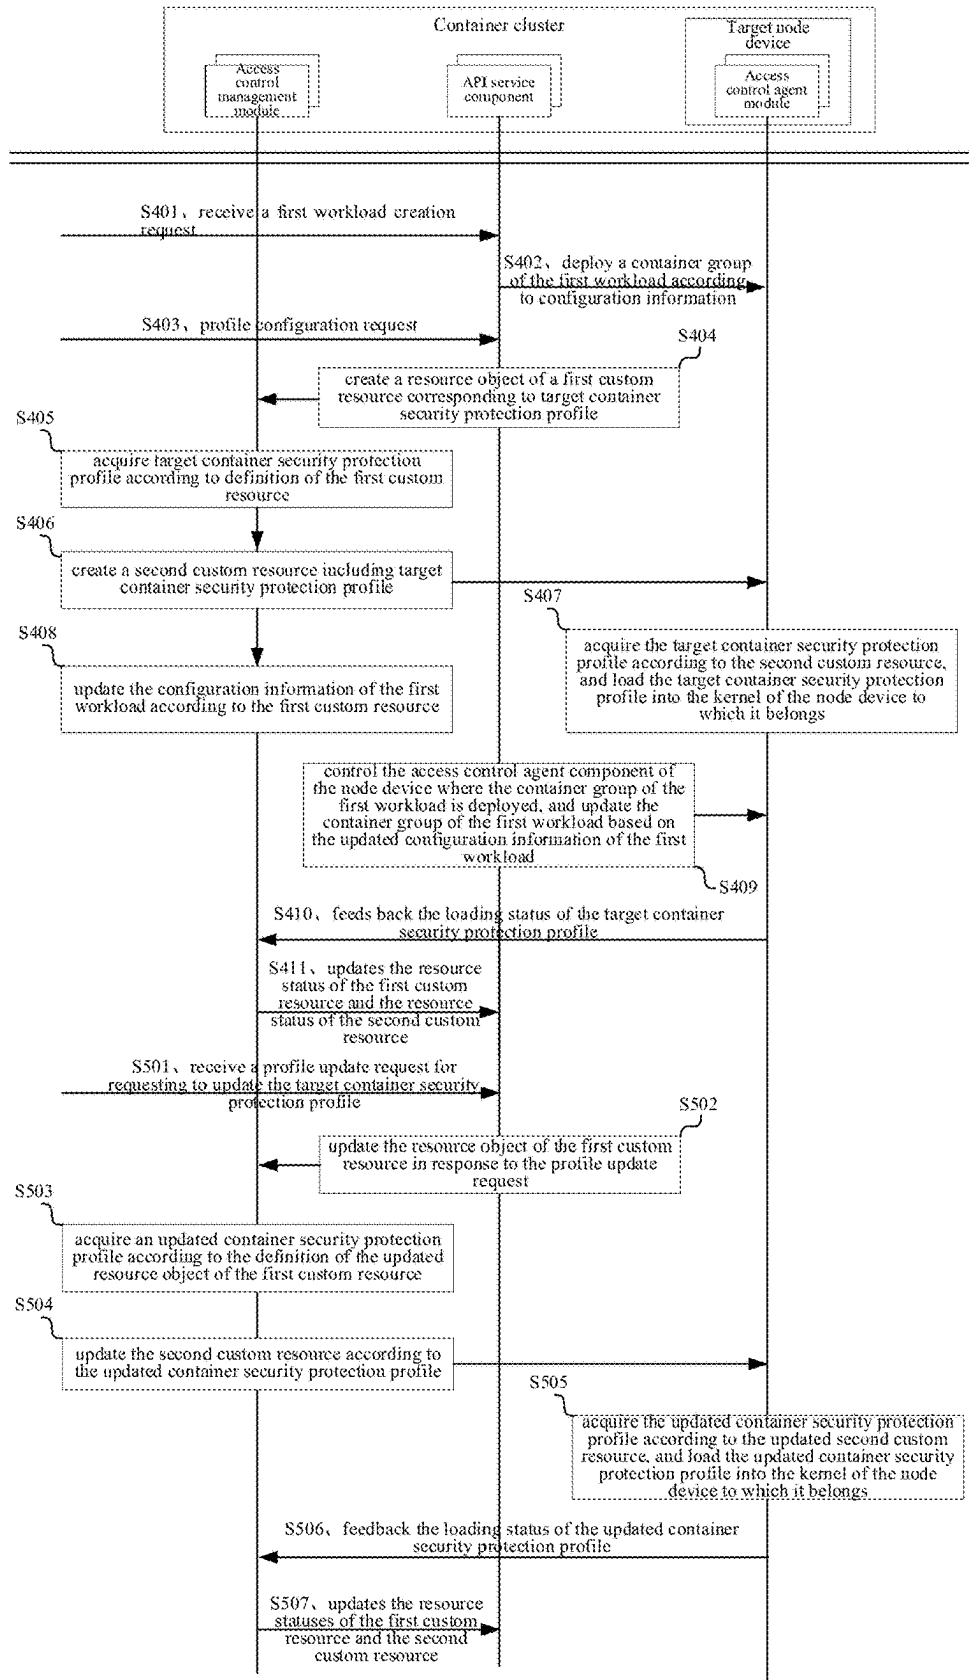 Container cluster
Target node
device
Access
control
management
module
API service
component
Access
control agent
module
S401、receive a first workload creation
request
S402、deploy a container group
of the first workload according
to configuration information
S403、profile configuration request
S404
create a resource object of a first custom
resource corresponding to target container
security protection profile
S405
acquire target container security protection
profile according to definition of the first custom
resource
S406
create a second custom resource including target
container security protection profile
S407
acquire the target container security protection
profile according to the second custom resource,
and load the target container security protection
profile into the kernel of the node device to
which it belongs
S408
update the configuration information of the first
workload according to the first custom resource
control the access control agent component of
the node device where the container group of the
first workload is deployed, and update the
container group of the first workload based on
the updated configuration information of the first
workload
S409
S410、feeds back the loading status of the target container
security protection profile
S411、updates the resource
status of the first custom
resource and the resource
status of the second custom
resource
S501、receive a profile update request for
requesting to update the target container security
protection profile
S502
update the resource object of the first custom
resource in response to the profile update
request
S503
acquire an updated container security protection
profile according to the definition of the updated
resource object of the first custom resource
S504
update the second custom resource according to
the updated container security protection profile
S505
acquire the updated container security protection
profile according to the updated second custom
resource, and load the updated container security
protection profile into the kernel of the node
device to which it belongs
S506、feedback the loading status of the updated container
security protection profile
S507、updates the resource
statuses of the first custom
resource and the second
custom resource